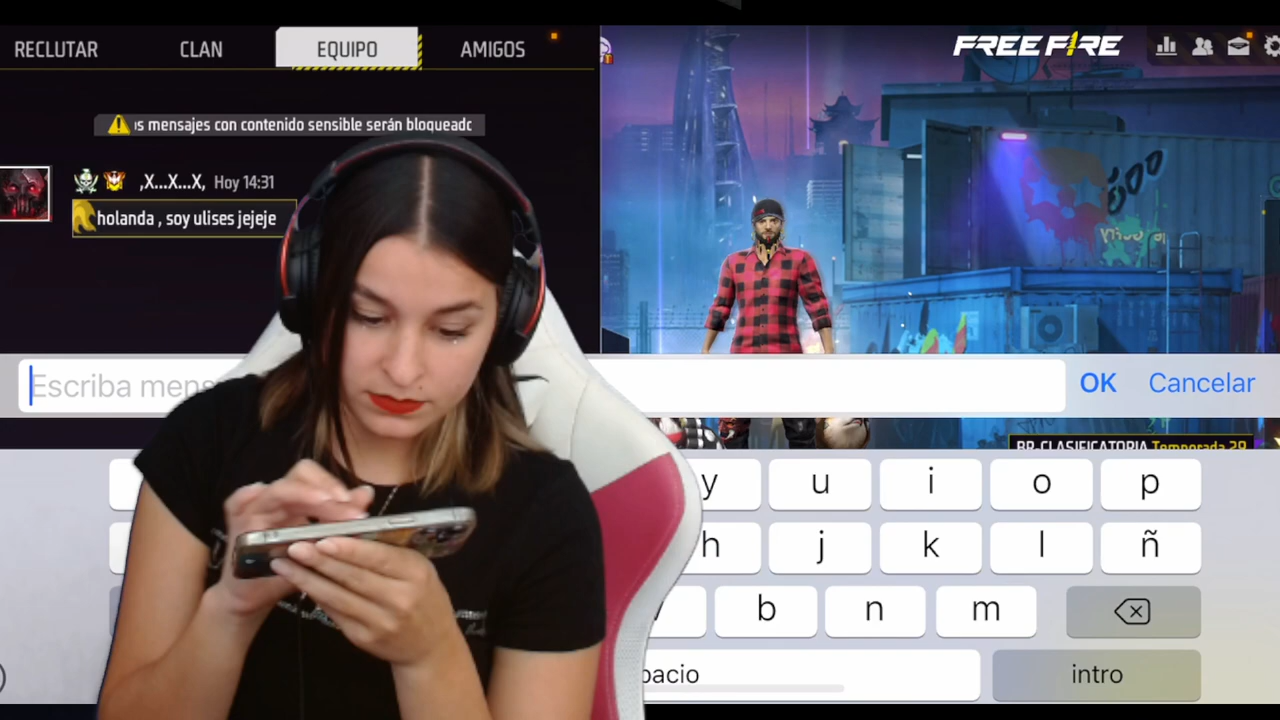 RECLUTAR CLAN EQUIPO AMIGOS
FREE FIRE
s mensajes con contenido sensible serán bloqueadc
,X...X...X, Hoy 14:31
holanda , soy ulises jejeje
Escriba mens
OK Cancelar
BR-CLASIFICATORIA Temporada 29
y u i o p
h j k l ñ
b n m
pacio intro